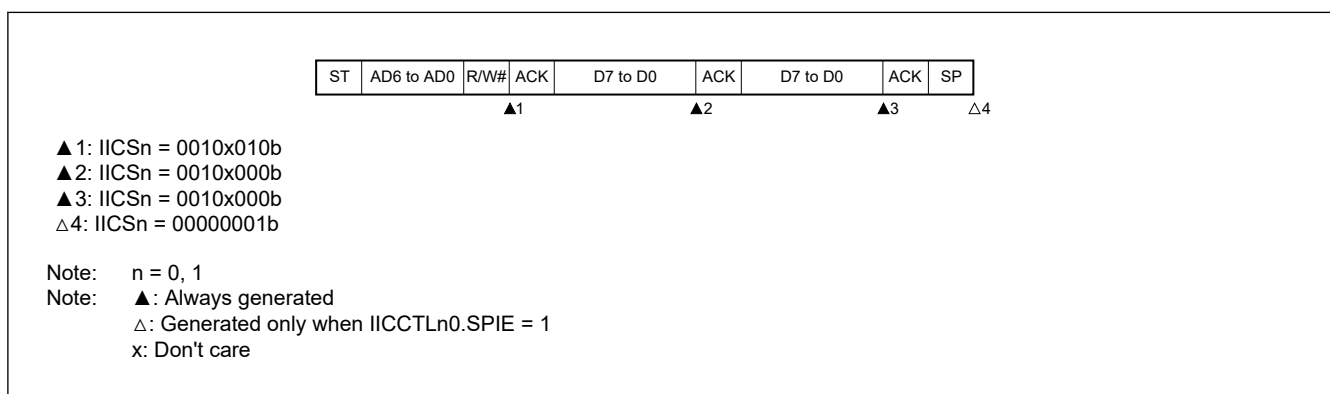 ST AD6 to AD0 R/W# ACK D7 to D0 ACK D7 to D0 ACK SP
▲1 ▲2 ▲3 △4
▲1: IICSn = 0010x010b
▲2: IICSn = 0010x000b
▲3: IICSn = 0010x000b
△4: IICSn = 00000001b
Note: n = 0, 1
Note: ▲: Always generated
△: Generated only when IICCTLn0.SPIE = 1
x: Don't care